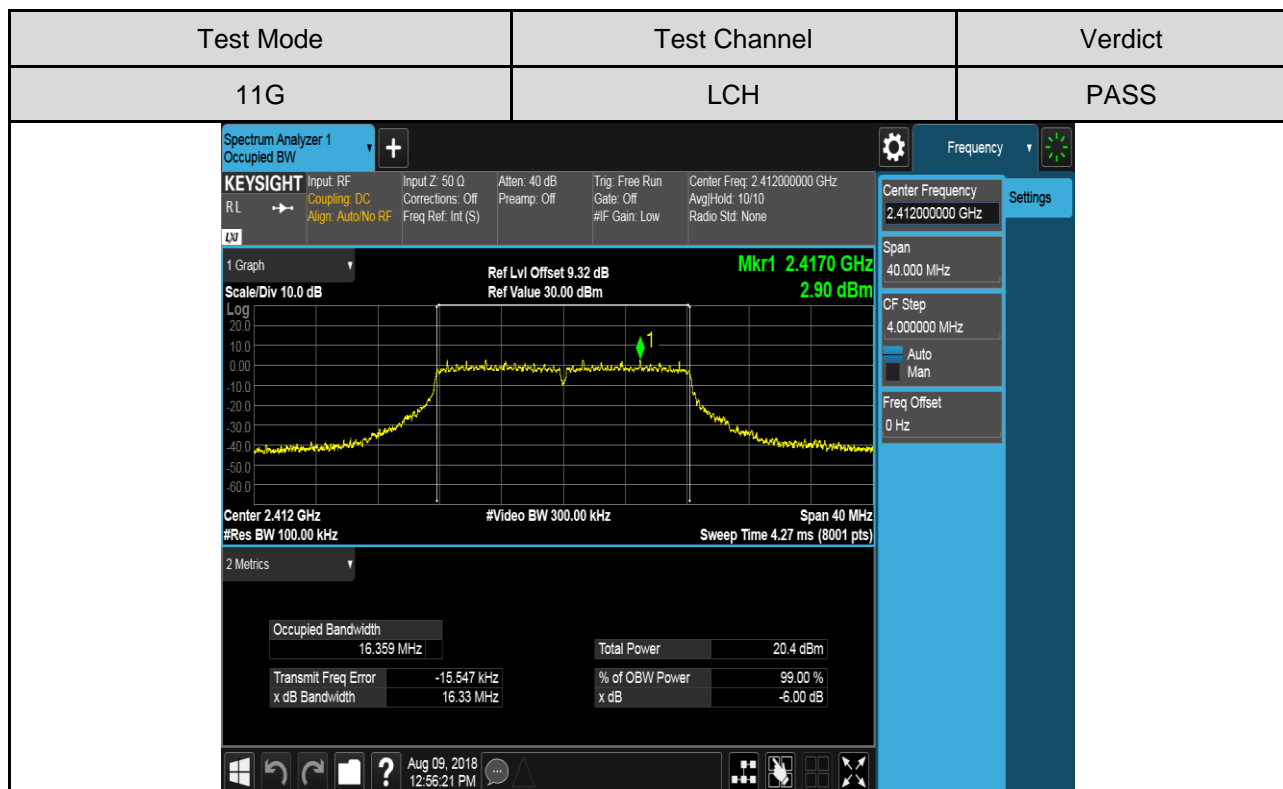 Test Mode Test Channel Verdict
11G LCH PASS
Spectrum Analyzer 1
Occupied BW
+
Frequency
KEYSIGHT Input: RF Input Z: 50 Ω Atten: 40 dB Trig: Free Run Center Freq: 2.412000000 GHz
RL Coupling: DC Corrections: Off Preamp: Off Gate: Off Avg|Hold: 10/10
Align: Auto/No RF Freq Ref: Int (S) #IF Gain: Low Radio Std: None
LXI
Center Frequency
2.412000000 GHz
Settings
Span
40.000 MHz
CF Step
4.000000 MHz
Auto
Man
Freq Offset
0 Hz
1 Graph
Ref Lvl Offset 9.32 dB
Mkr1 2.4170 GHz
Scale/Div 10.0 dB Ref Value 30.00 dBm 2.90 dBm
Log
20.0
10.0
1
0.00
-10.0
-20.0
-30.0
-40.0
-50.0
-60.0
Center 2.412 GHz #Video BW 300.00 kHz Span 40 MHz
#Res BW 100.00 kHz Sweep Time 4.27 ms (8001 pts)
2 Metrics
Occupied Bandwidth
16.359 MHz
Total Power 20.4 dBm
Transmit Freq Error -15.547 kHz % of OBW Power 99.00 %
x dB Bandwidth 16.33 MHz x dB -6.00 dB
? Aug 09, 2018
12:56:21 PM